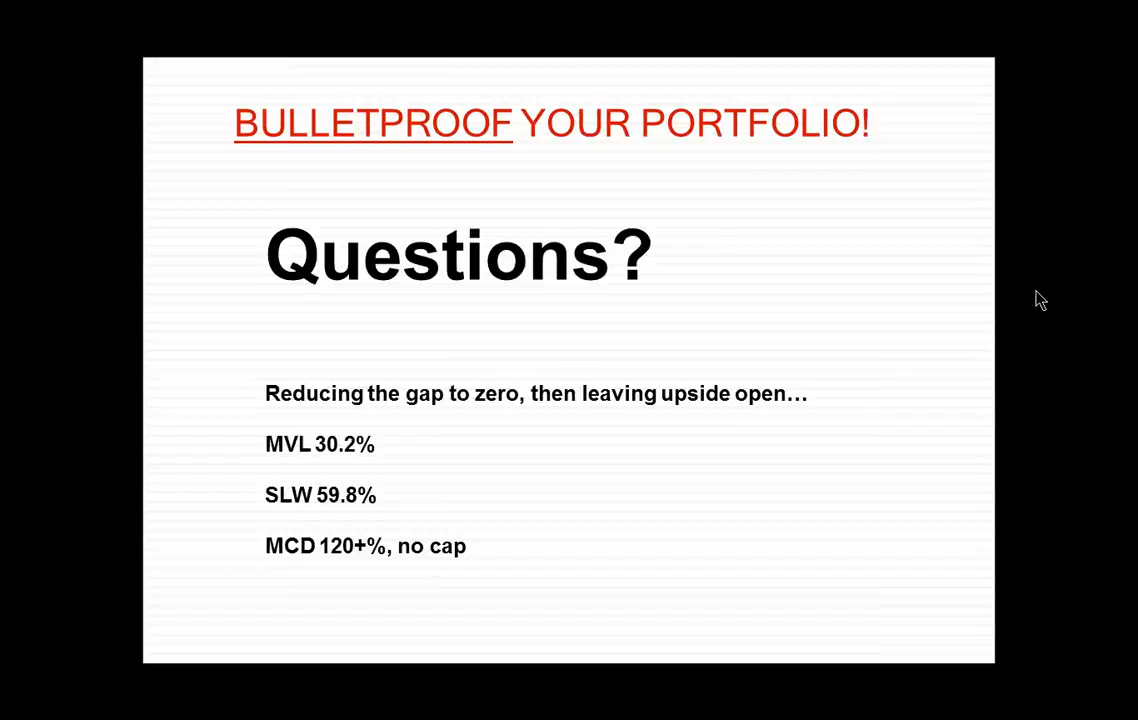 BULLETPROOF YOUR PORTFOLIO!
Questions?
Reducing the gap to zero, then leaving upside open…
MVL 30.2%
SLW 59.8%
MCD 120+%, no cap